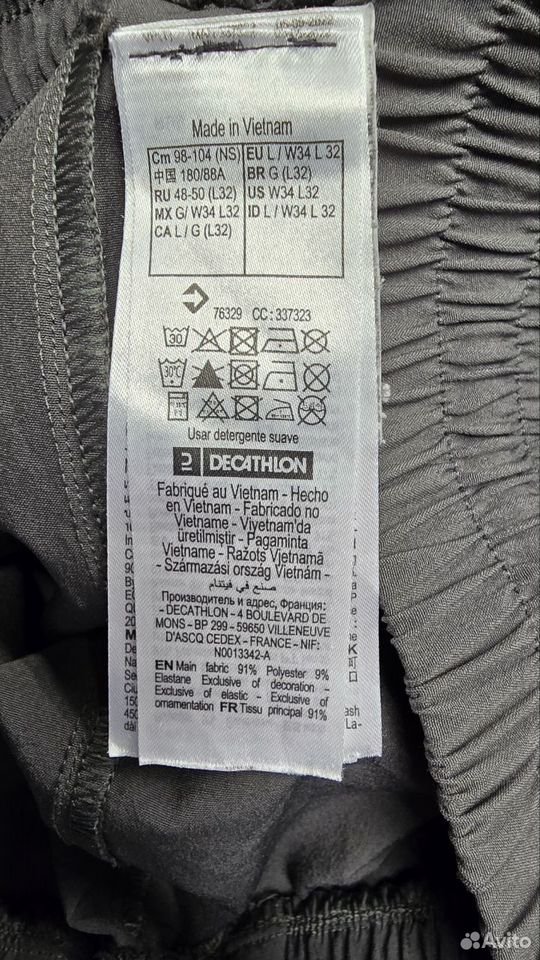 Made in Vietnam
Cm 98-104 (NS) EU L / W34 L 32
中国 180/88A BR G (L32)
RU 48-50 (L32) US W34 L32
MX G/W34 L32 ID L / W34 L 32
CA L / G (L32)
76329 CC : 337323
30
30°C
Usar detergente suave
DECATHLON
Fabriqué au Vietnam - Hecho
en Vietnam - Fabricado no
Vietname - Viyetnam'da
üretilmiştir - Pagaminta
Vietname - Ražots Vjetnamā
- Származási ország Vietnám -
صنع في فيتنام
Производитель и адрес, Франция:
- DECATHLON - 4 BOULEVARD DE
MONS - BP 299 - 59650 VILLENEUVE
D'ASCQ CEDEX - FRANCE - NIF:
N0013342-A
EN Main fabric 91% Polyester 9%
Elastane Exclusive of decoration -
Exclusive of elastic - Exclusive of
ornamentation FR Tissu principal 91%
Avito